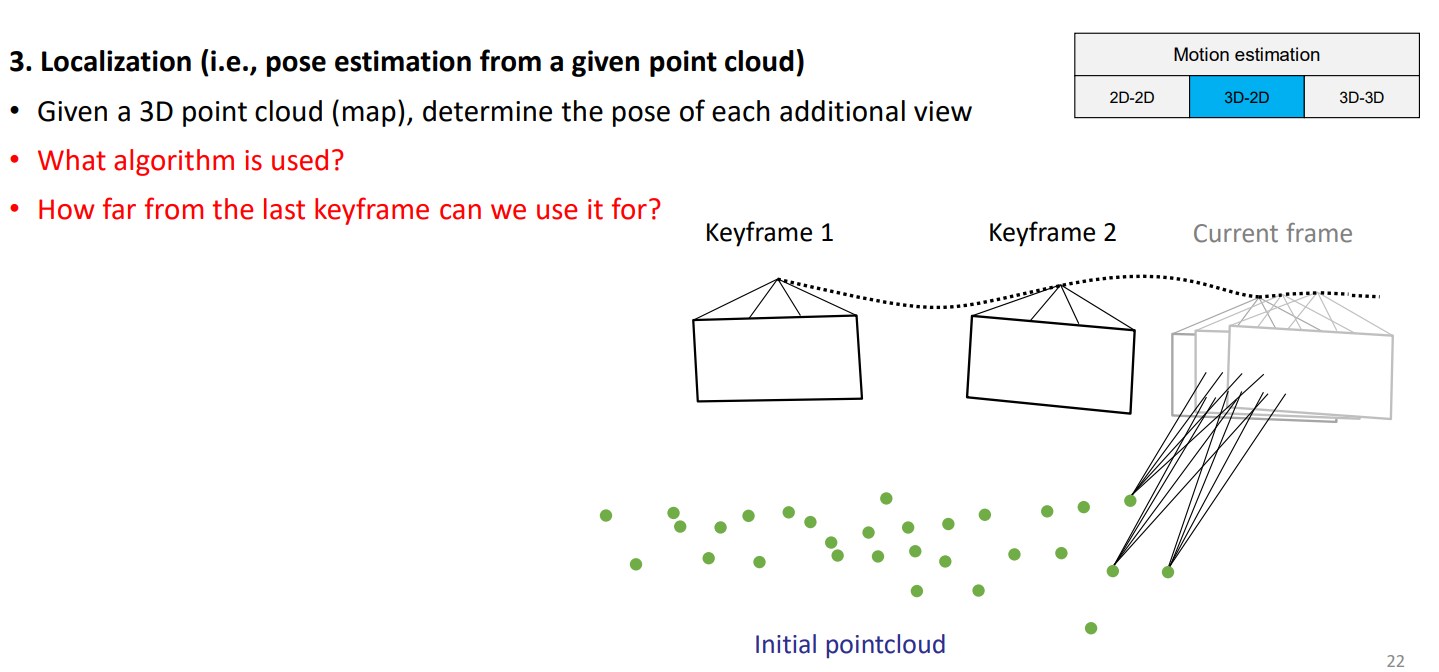 3. Localization (i.e., pose estimation from a given point cloud)
Motion estimation
2D-2D 3D-2D 3D-3D
• Given a 3D point cloud (map), determine the pose of each additional view
• What algorithm is used?
• How far from the last keyframe can we use it for?
Keyframe 1 Keyframe 2 Current frame
Initial pointcloud
22